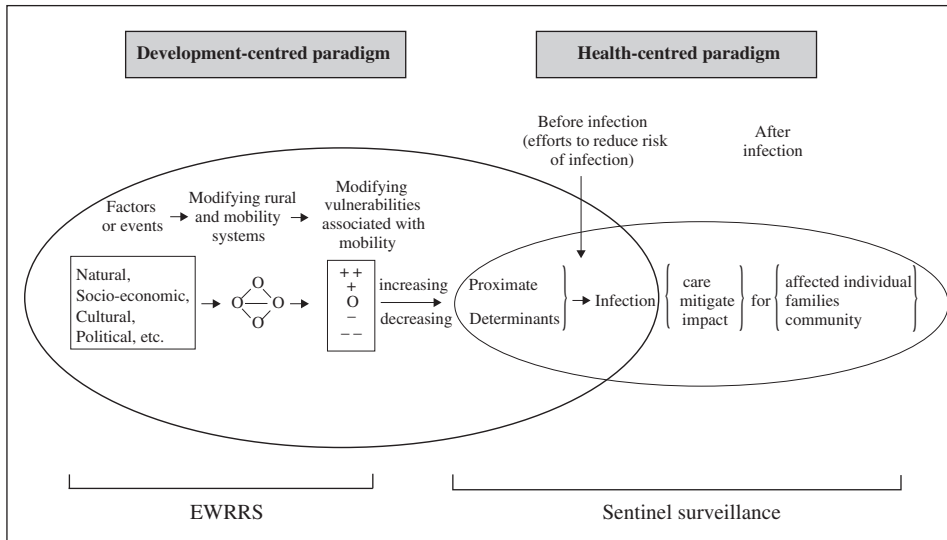 Development-centred paradigm
Health-centred paradigm
Before infection
(efforts to reduce risk
of infection)
After
infection
Factors
or events
Modifying rural
and mobility
systems
Modifying
vulnerabilities
associated with
mobility
Natural,
Socio-economic,
Cultural,
Political, etc.
O
O O
O
+ +
+
O
–
– –
increasing
decreasing
Proximate
Determinants
Infection
care
mitigate
impact
for
affected individual
families
community
EWRRS
Sentinel surveillance